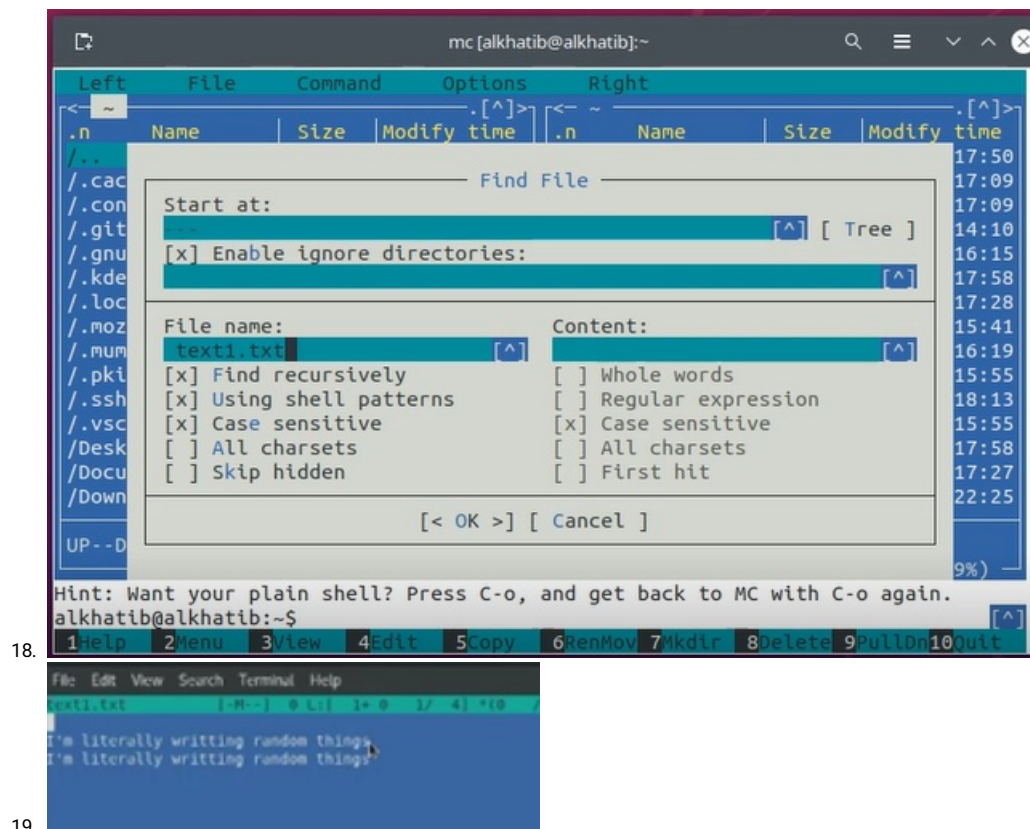 mc [alkhatib@alkhatib]:~
Left File Command Options Right
<— ~ .[^]> <— ~ .[^]>
.n Name Size Modify time .n Name Size Modify time
/.. 17:50
/.cac Find File 17:09
/.con Start at: 17:09
/.git --- [^] [ Tree ] 14:10
/.gnu [x] Enable ignore directories: 16:15
/.kde [^] 17:58
/.loc 17:28
/.moz File name: Content: 15:41
/.mum text1.txt [^] [^] 16:19
/.pki [x] Find recursively [ ] Whole words 15:55
/.ssh [x] Using shell patterns [ ] Regular expression 18:13
/.vsc [x] Case sensitive [x] Case sensitive 15:55
/Desk [ ] All charsets [ ] All charsets 17:58
/Docu [ ] Skip hidden [ ] First hit 17:27
/Down 22:25
[< OK >] [ Cancel ]
UP--D
9%)
Hint: Want your plain shell? Press C-o, and get back to MC with C-o again.
alkhatib@alkhatib:~$ [^]
1Help 2Menu 3View 4Edit 5Copy 6RenMov 7Mkdir 8Delete 9PullDn 10Quit
18.
File Edit View Search Terminal Help
text1.txt [-M--] 0 L:[ 1+ 0 1/ 4] *(0 /
I'm literally writting random things
I'm literally writting random things
19.